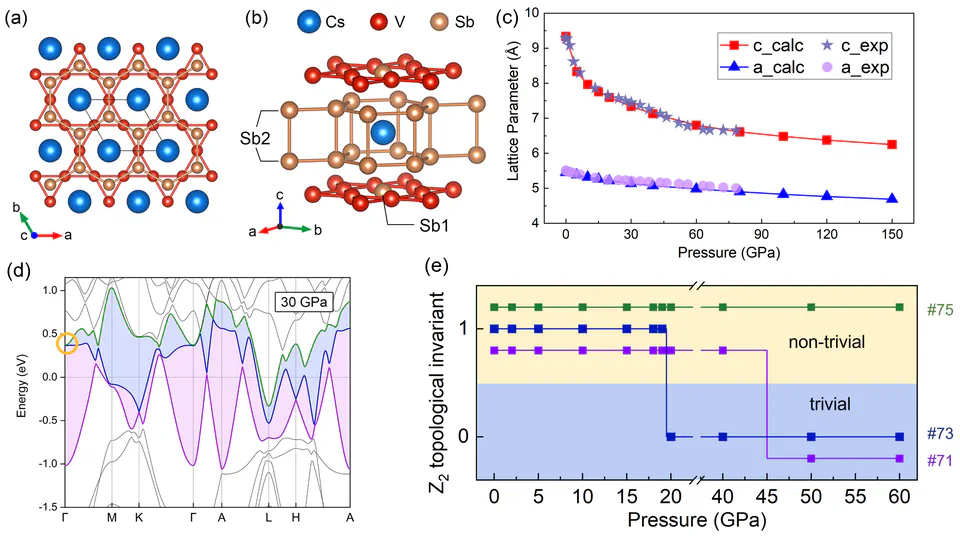 (a)
b
c
a
(b)
Cs
V
Sb
Sb2
Sb1
c
a
b
(c)
Lattice Parameter (Å)
10
9
8
7
6
5
4
c_calc
c_exp
a_calc
a_exp
0
30
60
90
120
150
Pressure (GPa)
(d)
Energy (eV)
1.0
0.5
0.0
-0.5
-1.0
-1.5
30 GPa
Γ
M
K
Γ
A
L
H
A
(e)
Z2 topological invariant
1
0
non-trivial
trivial
#75
#73
#71
0
5
10
15
20
40
45
50
55
60
Pressure (GPa)